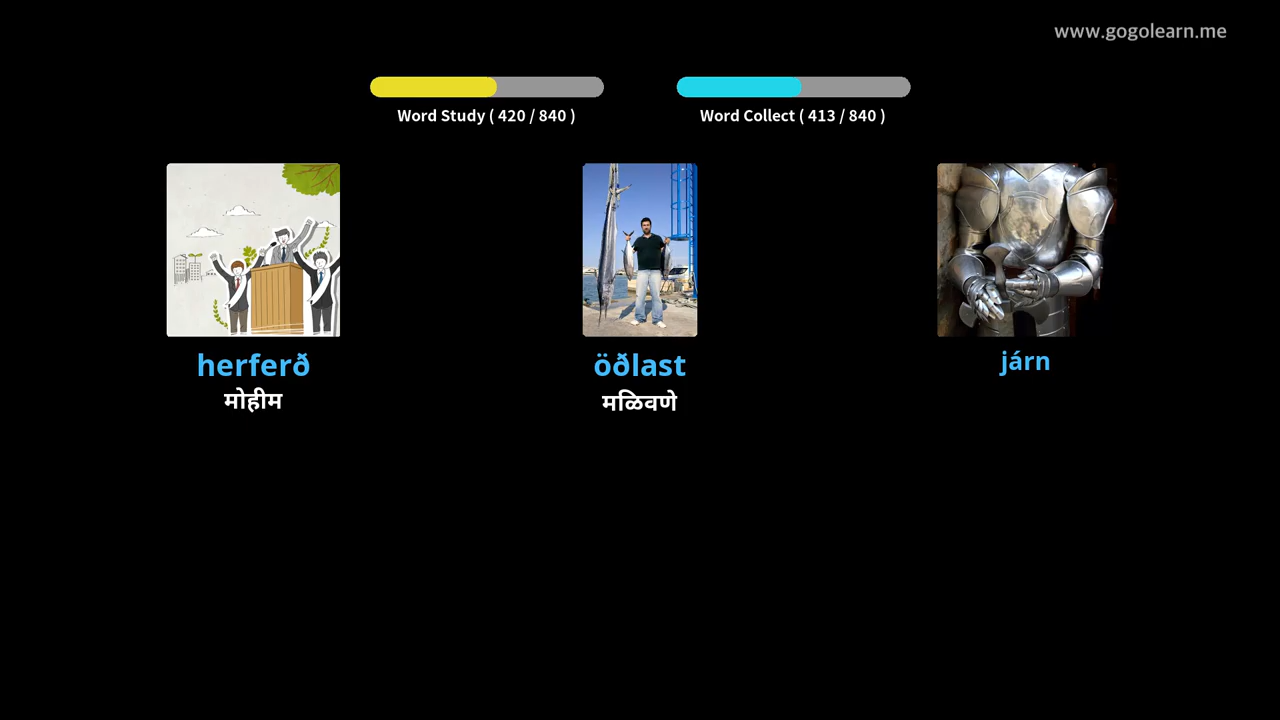 www.gogolearn.me
Word Study ( 420 / 840 )
Word Collect ( 413 / 840 )
herferð
öðlast
járn
मोहीम
मळिवणे